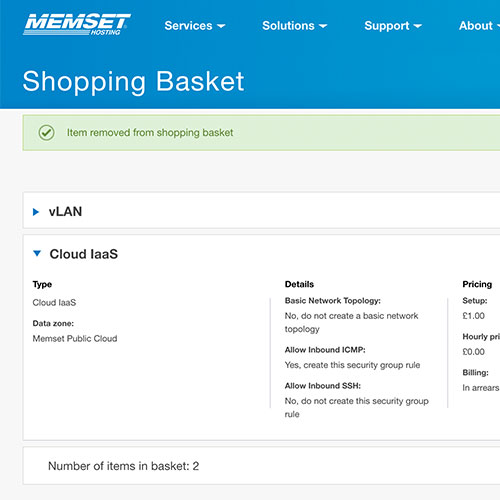 MEMSET
HOSTING
Services
Solutions
Support
About
Shopping Basket
Item removed from shopping basket
vLAN
Cloud IaaS
Type
Cloud IaaS
Data zone:
Memset Public Cloud
Details
Basic Network Topology:
No, do not create a basic network
topology
Allow Inbound ICMP:
Yes, create this security group rule
Allow Inbound SSH:
No, do not create this security group
rule
Pricing
Setup:
£1.00
Hourly pri
£0.00
Billing:
In arrears
Number of items in basket: 2